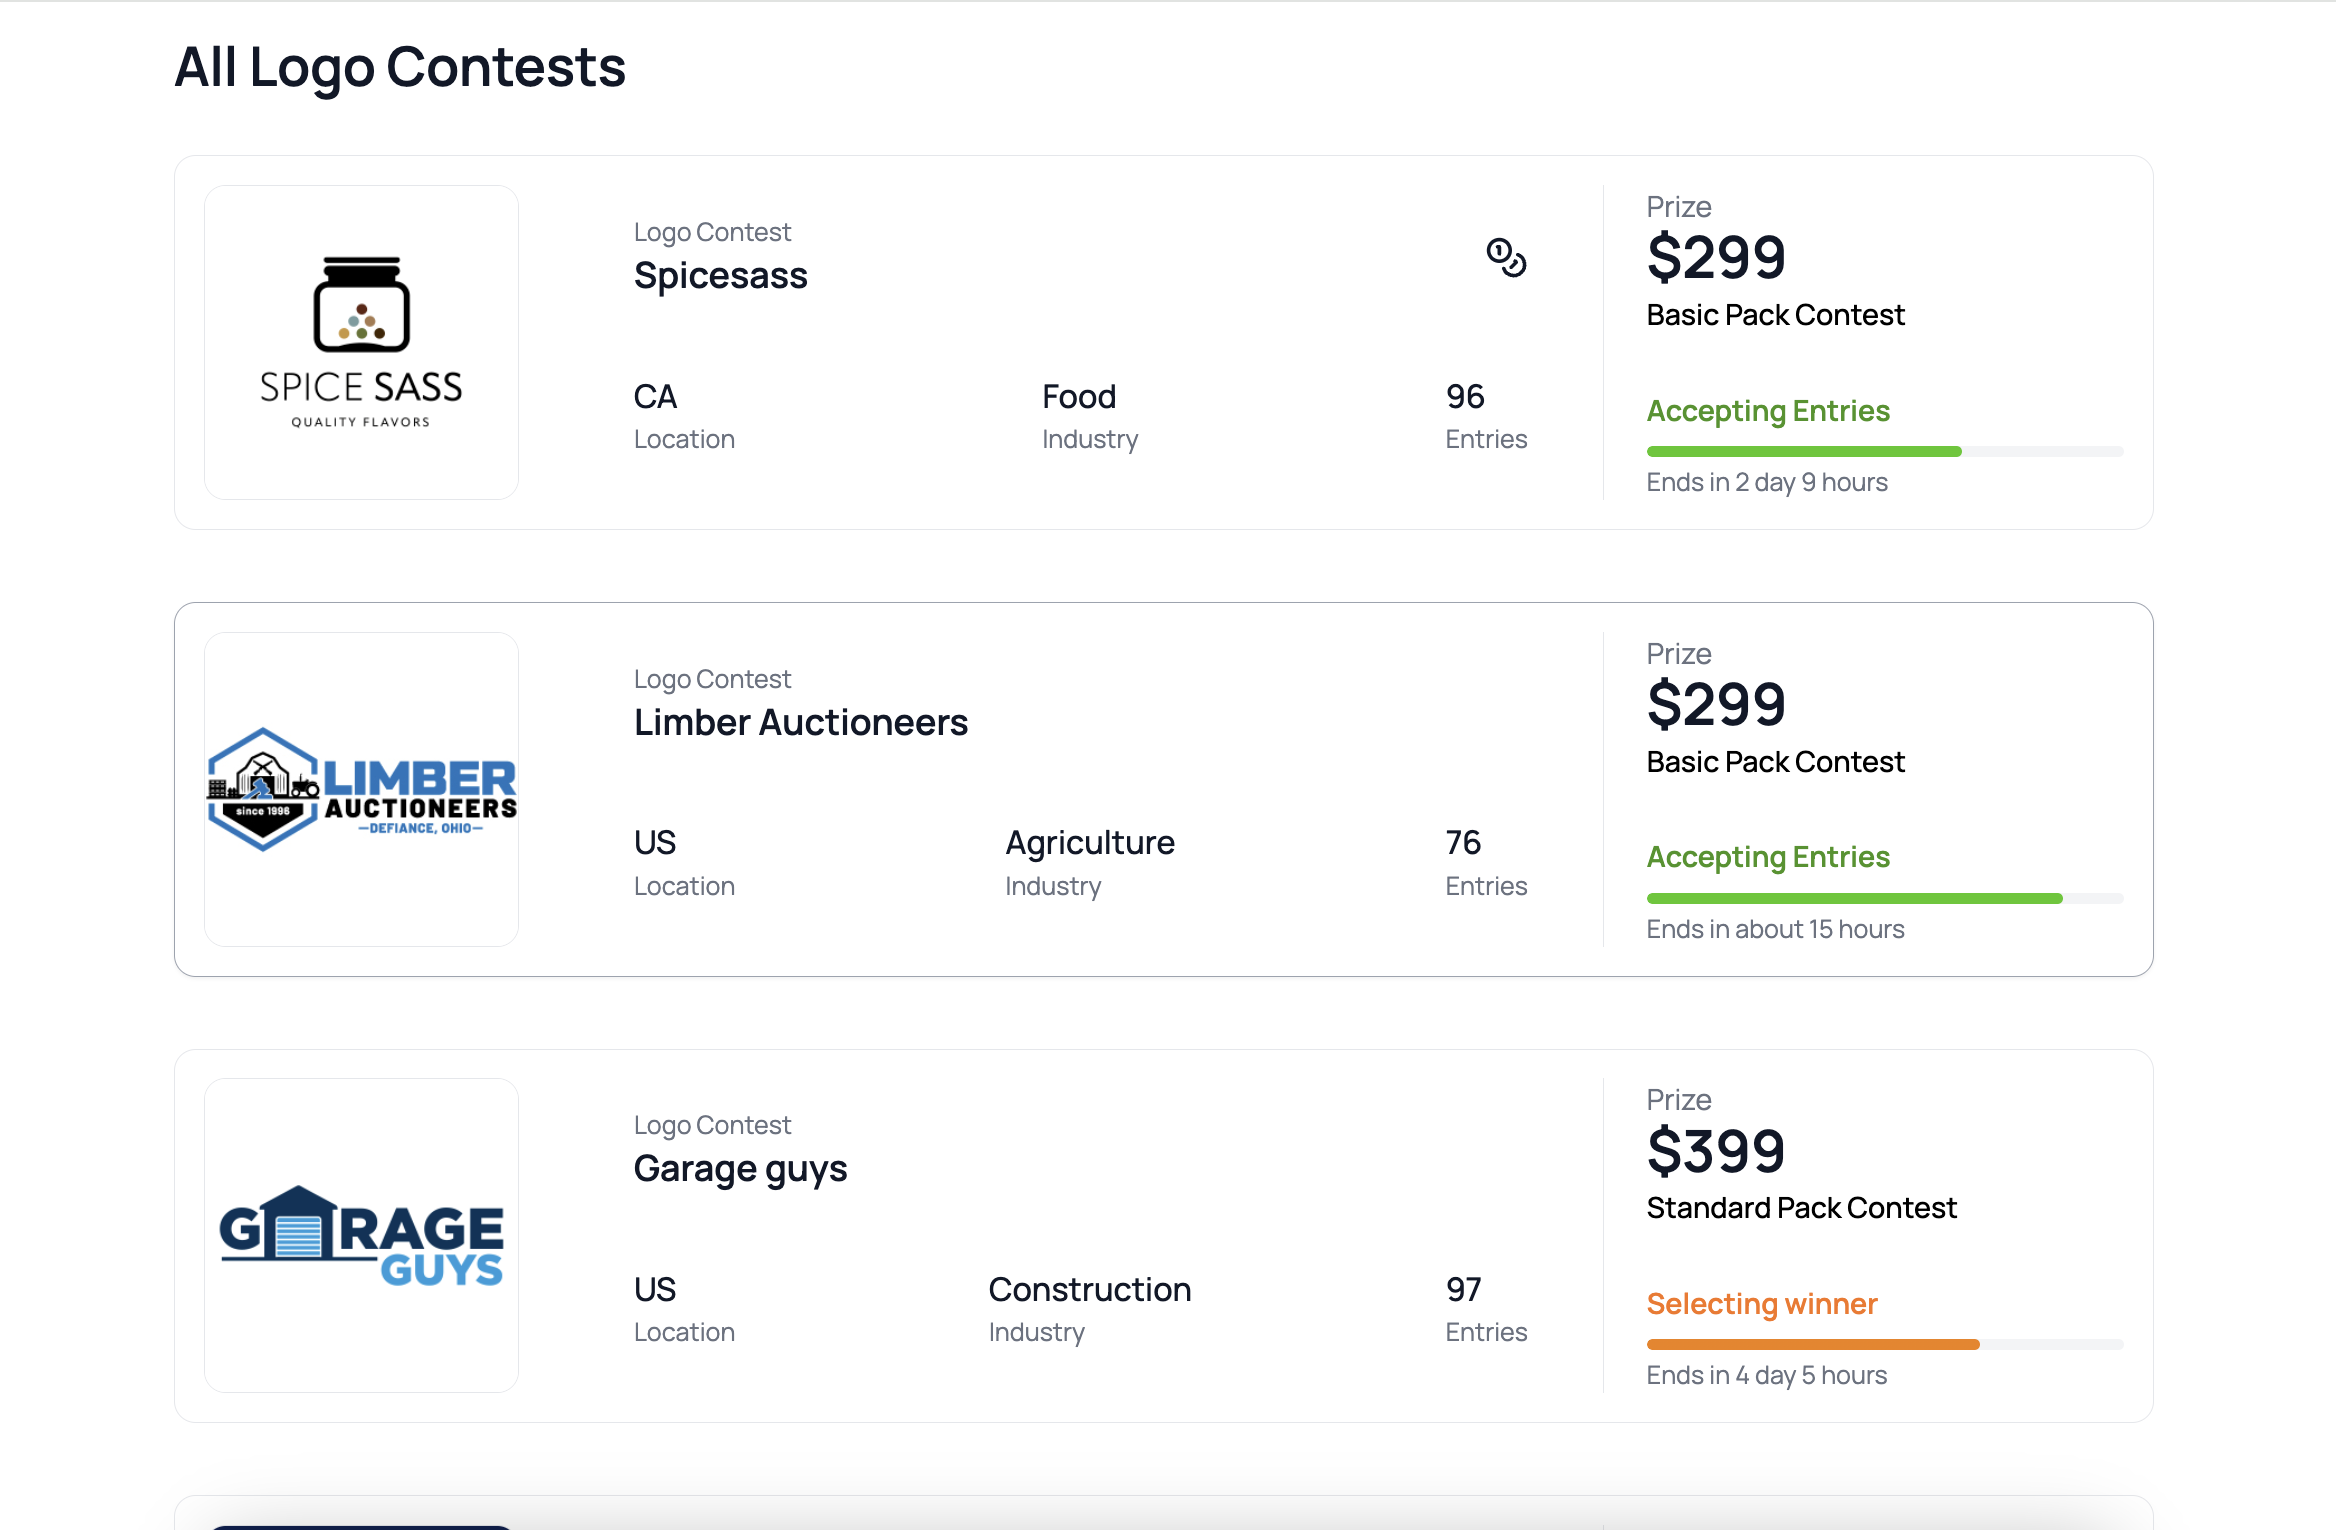 All Logo Contests
SPICE SASS
QUALITY FLAVORS
Logo Contest
Spicesass
CA
Location
Food
Industry
96
Entries
Prize
$299
Basic Pack Contest
Accepting Entries
Ends in 2 day 9 hours
since 1996
LIMBER
AUCTIONEERS
DEFIANCE, OHIO
Logo Contest
Limber Auctioneers
US
Location
Agriculture
Industry
76
Entries
Prize
$299
Basic Pack Contest
Accepting Entries
Ends in about 15 hours
GARAGE
GUYS
Logo Contest
Garage guys
US
Location
Construction
Industry
97
Entries
Prize
$399
Standard Pack Contest
Selecting winner
Ends in 4 day 5 hours